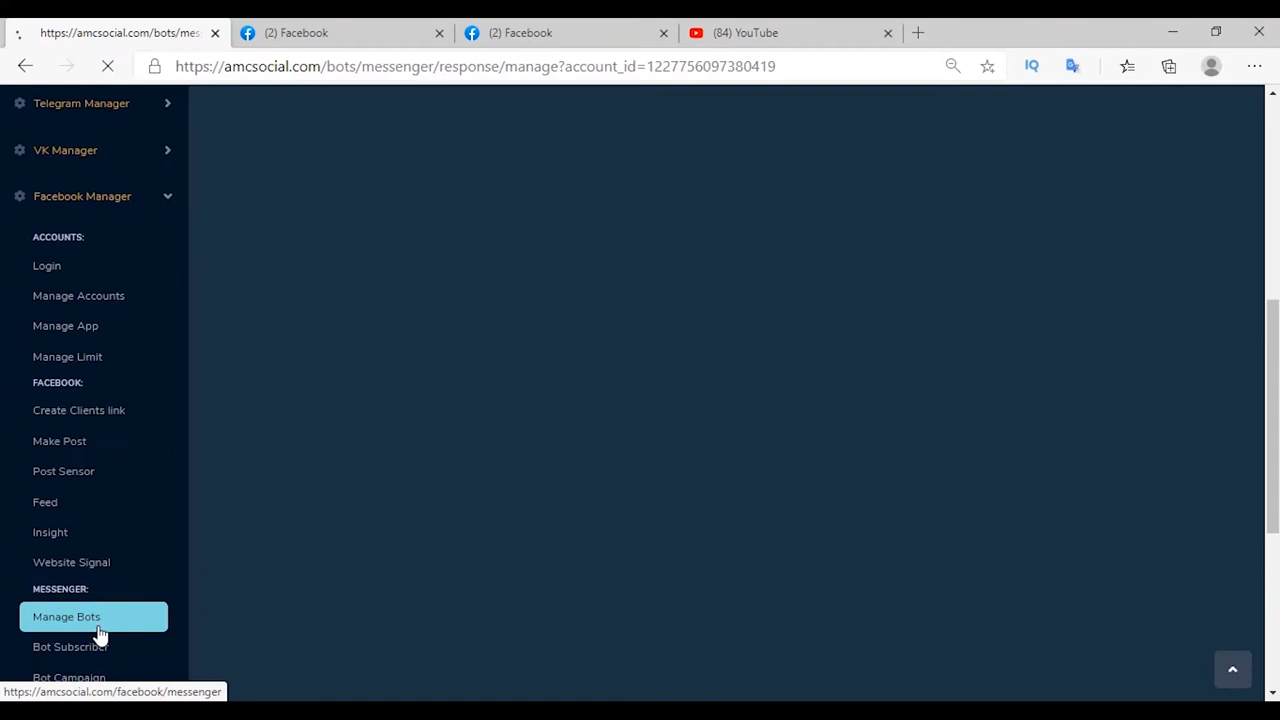 https://amcsocial.com/bots/mes
(2) Facebook
(2) Facebook
(84) YouTube
https://amcsocial.com/bots/messenger/response/manage?account_id=1227756097380419
IQ
Telegram Manager
VK Manager
Facebook Manager
ACCOUNTS:
Login
Manage Accounts
Manage App
Manage Limit
FACEBOOK:
Create Clients link
Make Post
Post Sensor
Feed
Insight
Website Signal
MESSENGER:
Manage Bots
Bot Subscriber
Bot Campaign
https://amcsocial.com/facebook/messenger